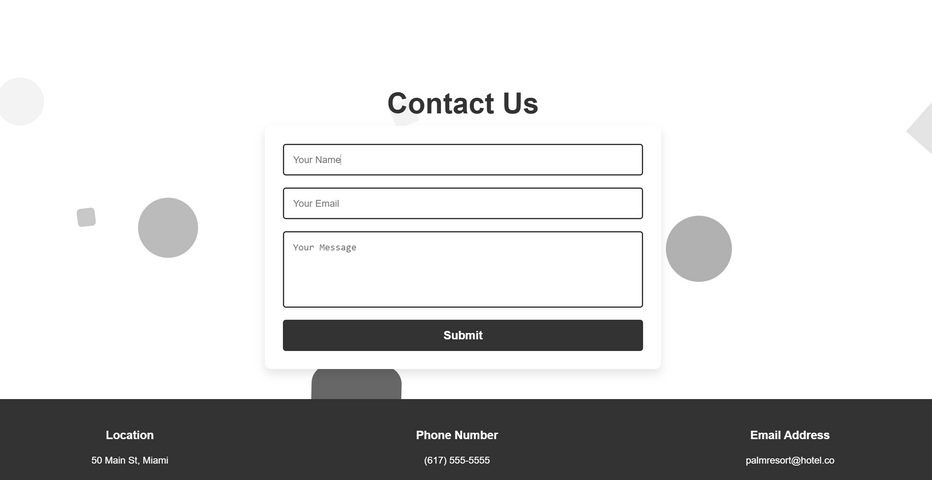 Contact Us
Your Name
Your Email
Your Message
Submit
Location
Phone Number
Email Address
50 Main St, Miami
(617) 555-5555
palmresort@hotel.co